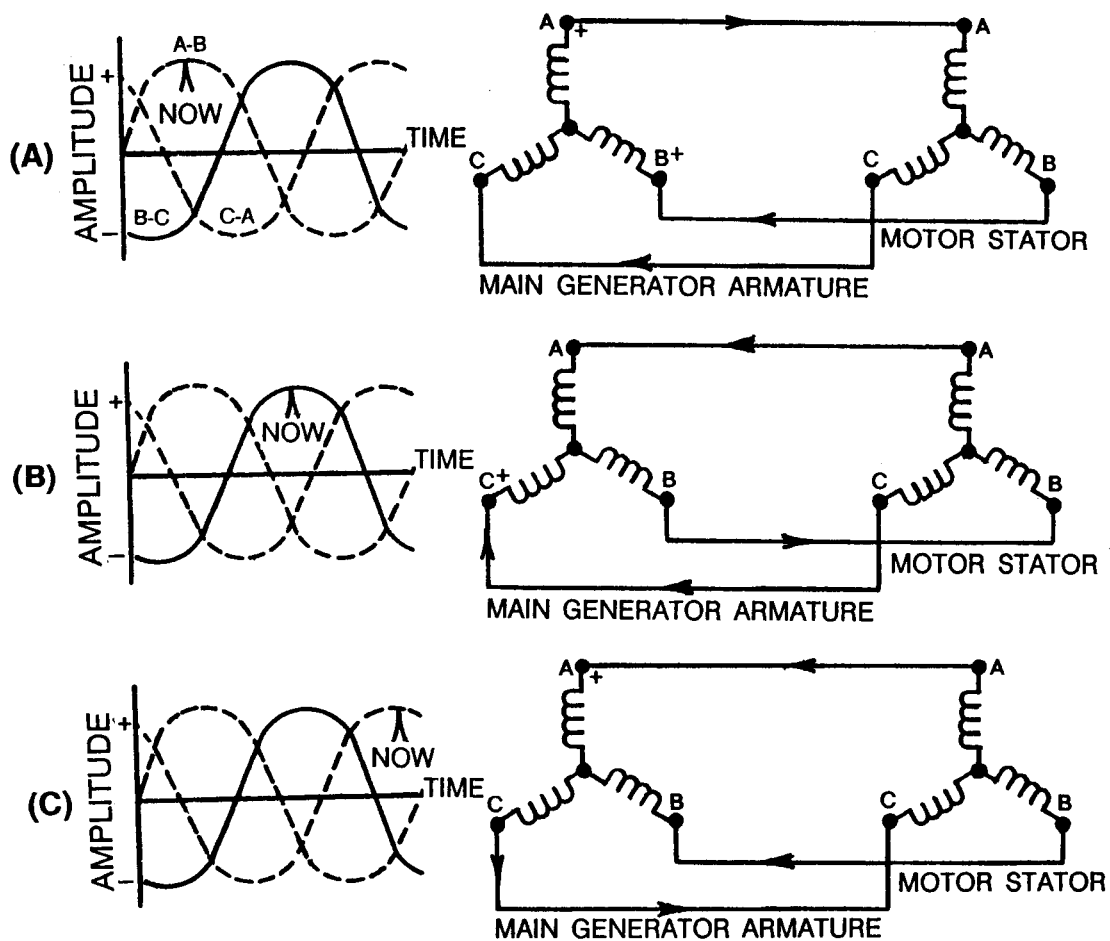 (A)
AMPLITUDE
+
–
A-B
NOW
B-C
C-A
TIME
A
+
C
B+
A
C
B
MOTOR STATOR
MAIN GENERATOR ARMATURE
(B)
AMPLITUDE
+
–
NOW
TIME
A
C+
B
A
C
B
MOTOR STATOR
MAIN GENERATOR ARMATURE
(C)
AMPLITUDE
+
–
NOW
TIME
A
+
C
B
A
C
B
MOTOR STATOR
MAIN GENERATOR ARMATURE